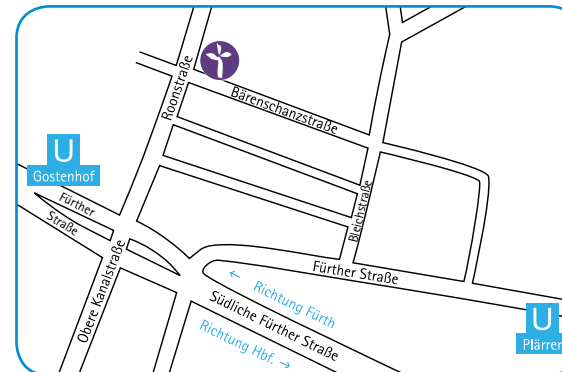 Roonstraße
Bärenschanzstraße
U
Gostenhof
Fürther
Straße
Bleichstraße
Obere Kanalstraße
Fürther Straße
← Richtung Fürth
Südliche Fürther Straße
Richtung Hbf. →
U
Plärrer